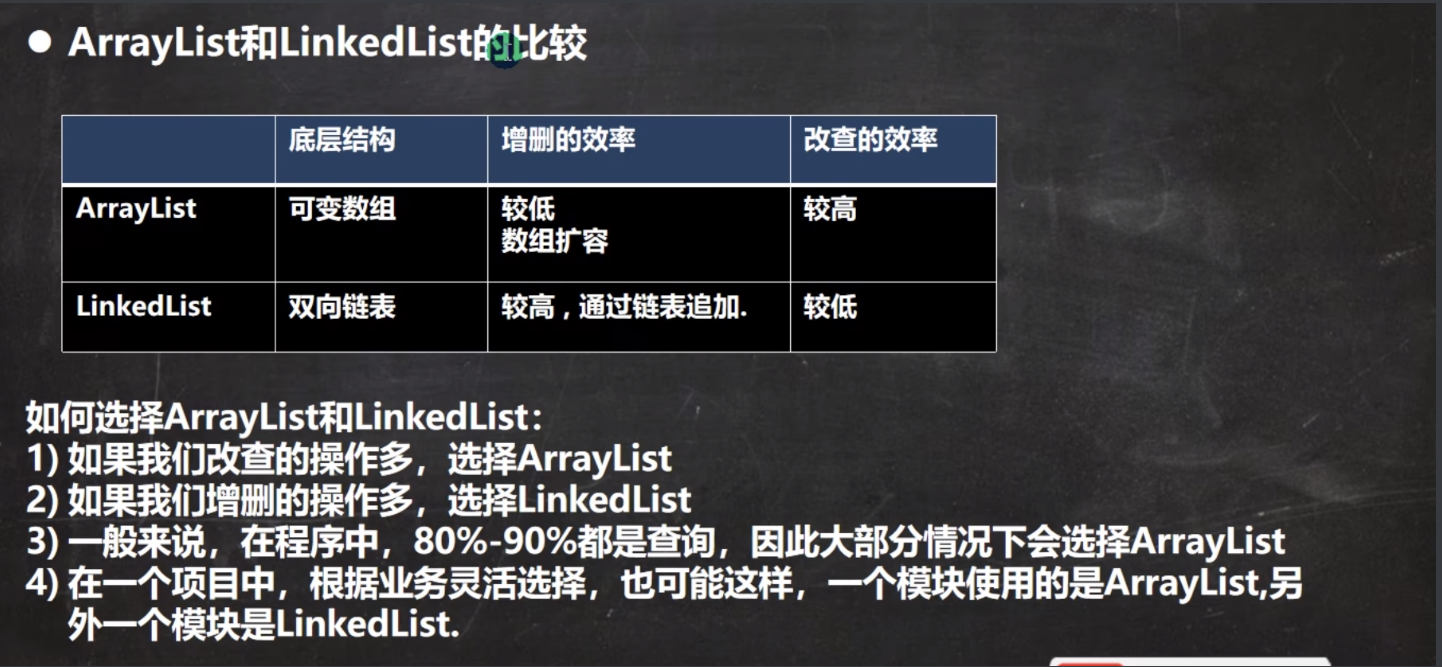 ● ArrayList和LinkedList的比较
底层结构 增删的效率 改查的效率
ArrayList 可变数组 较低 较高
数组扩容
LinkedList 双向链表 较高，通过链表追加. 较低
如何选择ArrayList和LinkedList：
1) 如果我们改查的操作多，选择ArrayList
2) 如果我们增删的操作多，选择LinkedList
3) 一般来说，在程序中，80%-90%都是查询，因此大部分情况下会选择ArrayList
4) 在一个项目中，根据业务灵活选择，也可能这样，一个模块使用的是ArrayList,另
外一个模块是LinkedList.